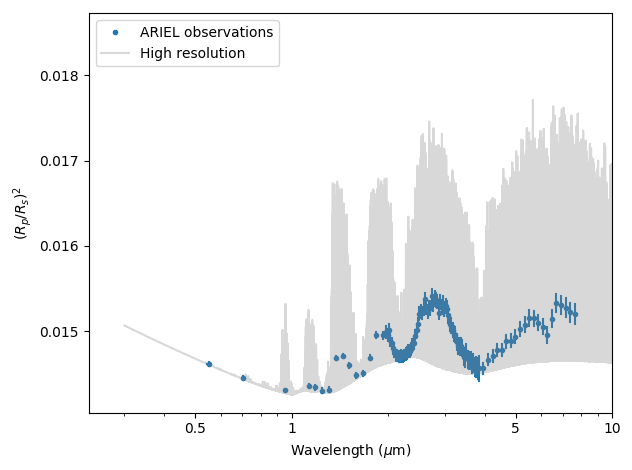 ARIEL observations
High resolution
0.018
0.017
0.016
0.015
(R_p/R_s)^2
0.5
1
5
10
Wavelength (μm)